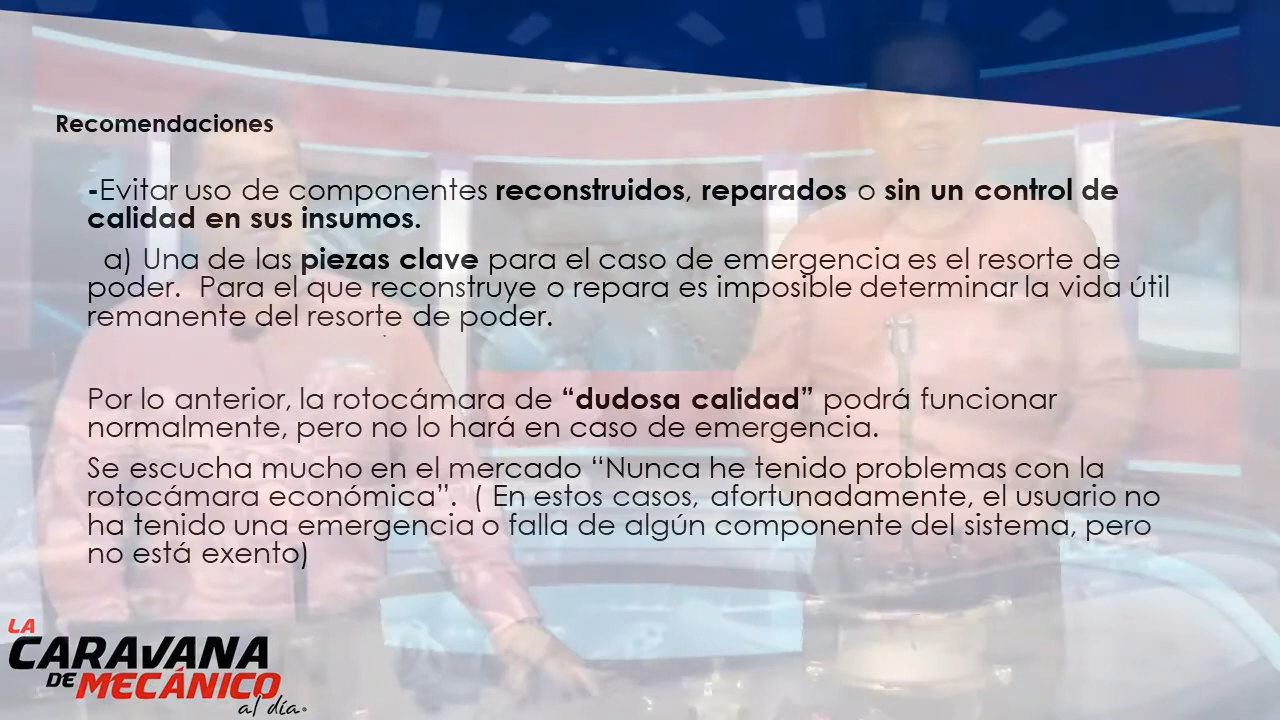 Recomendaciones
-Evitar uso de componentes reconstruidos, reparados o sin un control de
calidad en sus insumos.
a) Una de las piezas clave para el caso de emergencia es el resorte de
poder. Para el que reconstruye o repara es imposible determinar la vida útil
remanente del resorte de poder.
Por lo anterior, la rotocámara de “dudosa calidad” podrá funcionar
normalmente, pero no lo hará en caso de emergencia.
Se escucha mucho en el mercado “Nunca he tenido problemas con la
rotocámara económica”. ( En estos casos, afortunadamente, el usuario no
ha tenido una emergencia o falla de algún componente del sistema, pero
no está exento)
LA
CARAVANA
DE MECÁNICO
al día